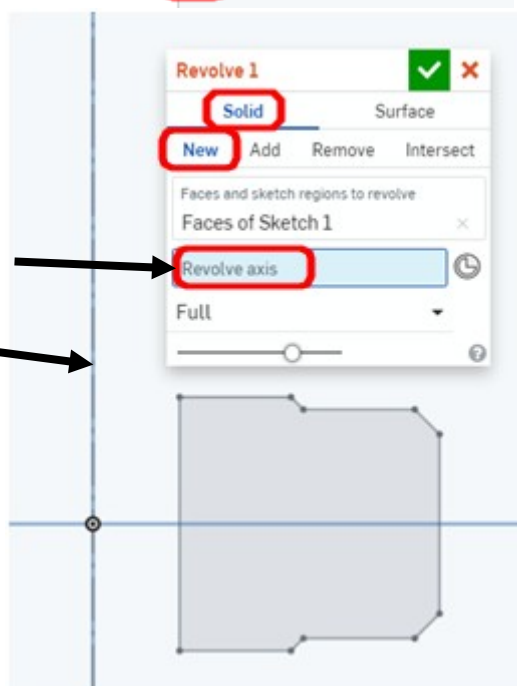 Revolve 1
Solid Surface
New Add Remove Intersect
Faces and sketch regions to revolve
Faces of Sketch 1
Revolve axis
Full